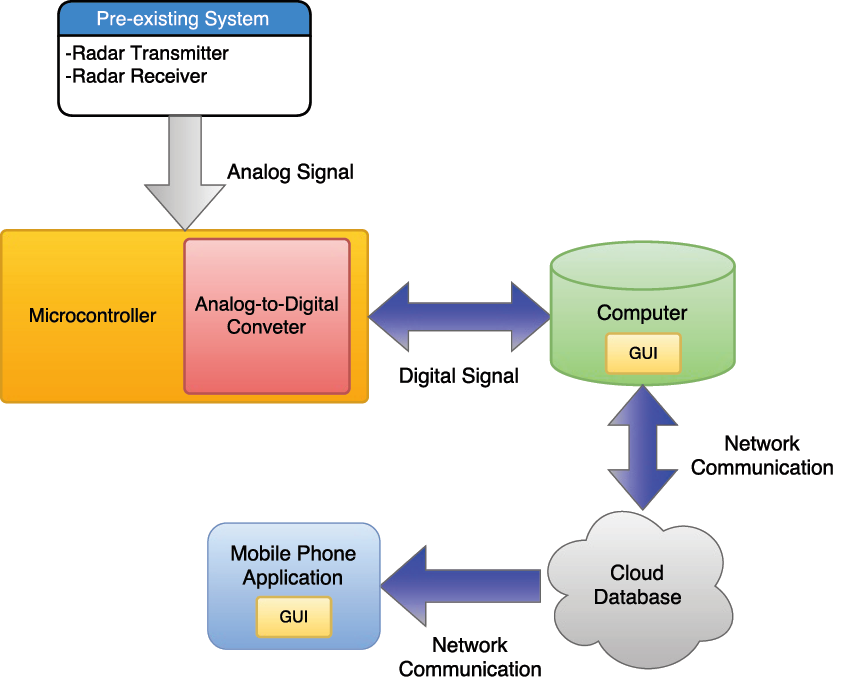 Pre-existing System
-Radar Transmitter
-Radar Receiver
Analog Signal
Microcontroller
Analog-to-Digital
Conveter
Digital Signal
Computer
GUI
Network
Communication
Cloud
Database
Mobile Phone
Application
GUI
Network
Communication